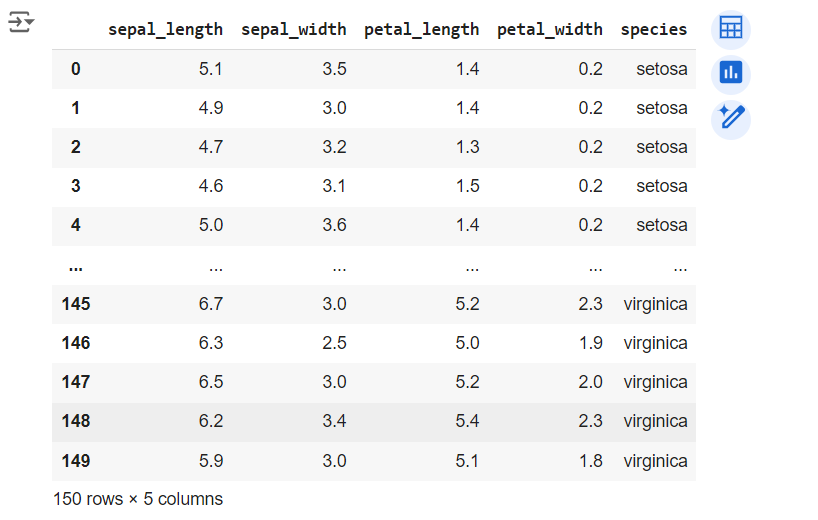 sepal_length sepal_width petal_length petal_width species
0 5.1 3.5 1.4 0.2 setosa
1 4.9 3.0 1.4 0.2 setosa
2 4.7 3.2 1.3 0.2 setosa
3 4.6 3.1 1.5 0.2 setosa
4 5.0 3.6 1.4 0.2 setosa
... ... ... ... ... ...
145 6.7 3.0 5.2 2.3 virginica
146 6.3 2.5 5.0 1.9 virginica
147 6.5 3.0 5.2 2.0 virginica
148 6.2 3.4 5.4 2.3 virginica
149 5.9 3.0 5.1 1.8 virginica
150 rows × 5 columns